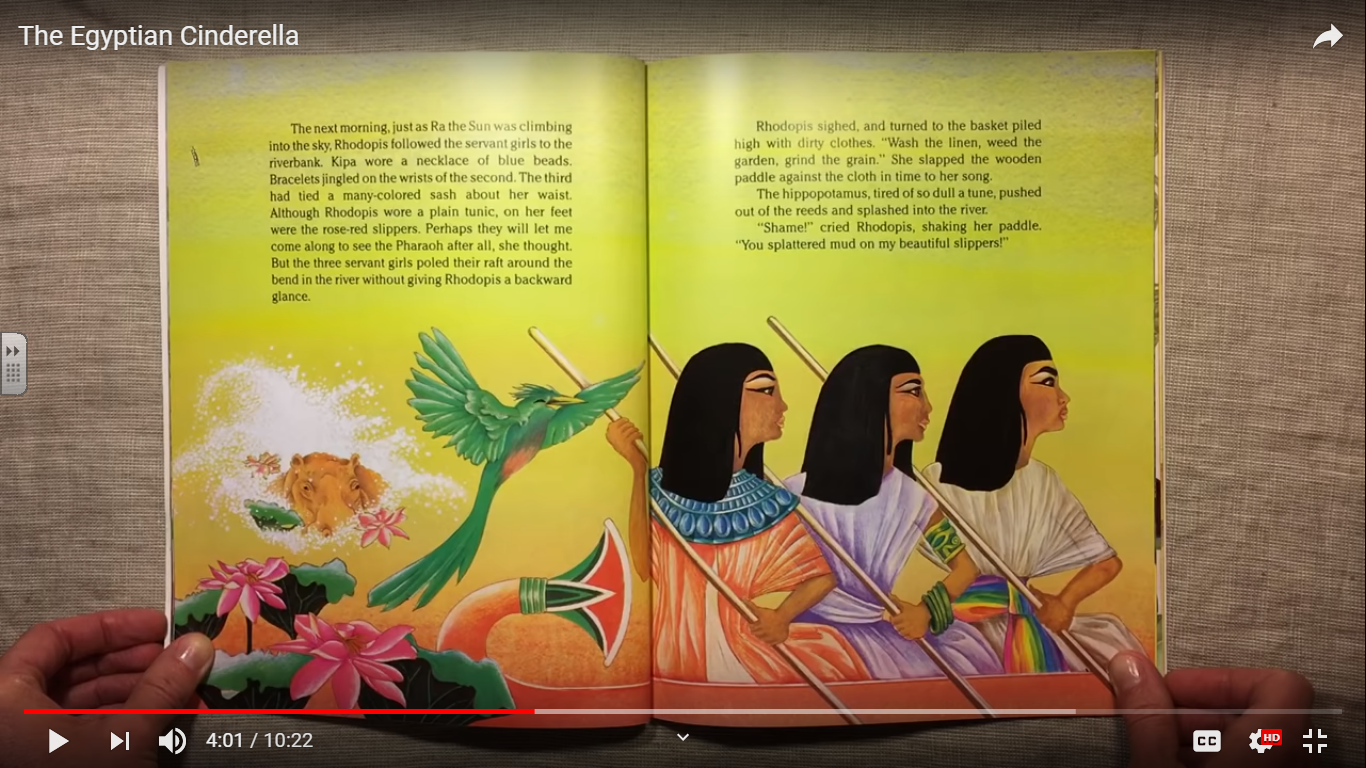 The Egyptian Cinderella
The next morning, just as Ra the Sun was climbing
into the sky, Rhodopis followed the servant girls to the
riverbank. Kipa wore a necklace of blue beads.
Bracelets jingled on the wrists of the second. The third
had tied a many-colored sash about her waist.
Although Rhodopis wore a plain tunic, on her feet
were the rose-red slippers. Perhaps they will let me
come along to see the Pharaoh after all, she thought.
But the three servant girls poled their raft around the
bend in the river without giving Rhodopis a backward
glance.
Rhodopis sighed, and turned to the basket piled
high with dirty clothes. “Wash the linen, weed the
garden, grind the grain.” She slapped the wooden
paddle against the cloth in time to her song.
The hippopotamus, tired of so dull a tune, pushed
out of the reeds and splashed into the river.
“Shame!” cried Rhodopis, shaking her paddle.
“You splattered mud on my beautiful slippers!”
4:01 / 10:22
CC
HD